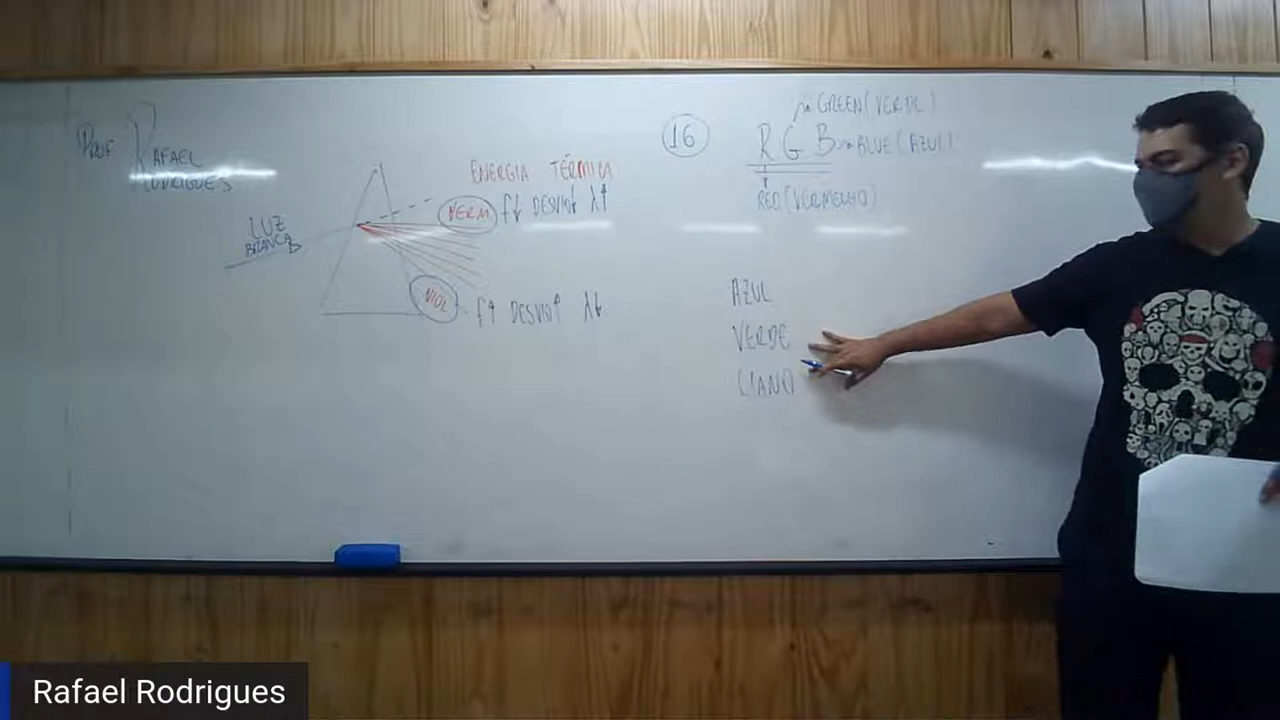 PROF RAFAEL
RODRIGUES
LUZ
BRANCA
ENERGIA TÉRMICA
VERM f↓ DESVIO↓ λ↑
VIOL f↑ DESVIO↑ λ↓
16
GREEN (VERDE)
RGB BLUE (AZUL)
RED (VERMELHO)
AZUL
VERDE
CIANO
Rafael Rodrigues